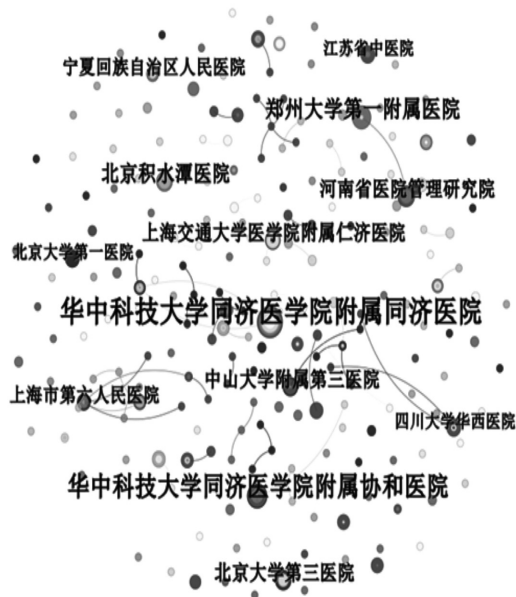 江苏省中医院
宁夏回族自治区人民医院
郑州大学第一附属医院
北京积水潭医院
河南省医院管理研究院
上海交通大学医学院附属仁济医院
北京大学第一医院
华中科技大学同济医学院附属同济医院
中山大学附属第三医院
上海市第六人民医院
四川大学华西医院
华中科技大学同济医学院附属协和医院
北京大学第三医院